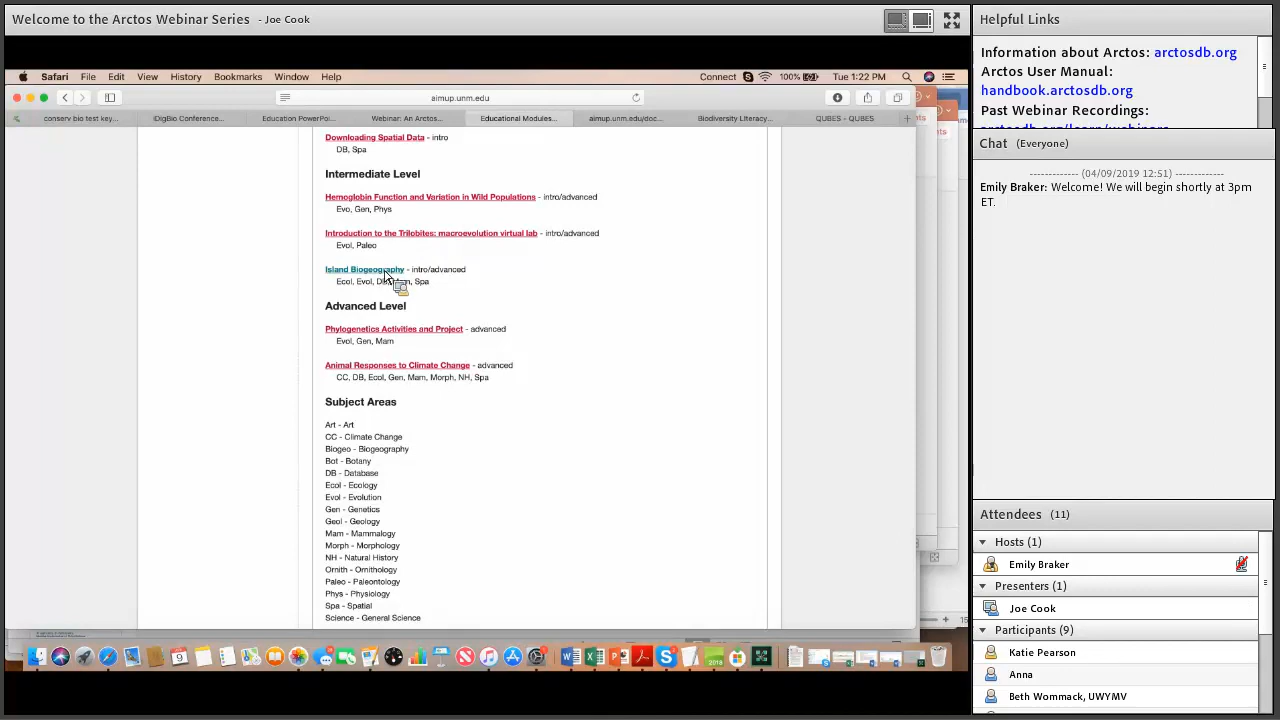 Welcome to the Arctos Webinar Series - Joe Cook
Safari File Edit View History Bookmarks Window Help Connect 100% Tue 1:22 PM
aimup.unm.edu
conserv bio test key... iDigBio Conference... Education PowerPoi... Webinar: An Arctos... Educational Modules... aimup.unm.edu/doc... Biodiversity Literacy... QUBES - QUBES
Downloading Spatial Data - intro
DB, Spa
Intermediate Level
Hemoglobin Function and Variation in Wild Populations - intro/advanced
Evo, Gen, Phys
Introduction to the Trilobites: macroevolution virtual lab - intro/advanced
Evol, Paleo
Island Biogeography - intro/advanced
Ecol, Evol, Spa
Advanced Level
Phylogenetics Activities and Project - advanced
Evol, Gen, Mam
Animal Responses to Climate Change - advanced
CC, DB, Ecol, Gen, Mam, Morph, NH, Spa
Subject Areas
Art - Art
CC - Climate Change
Biogeo - Biogeography
Bot - Botany
DB - Database
Ecol - Ecology
Evol - Evolution
Gen - Genetics
Geol - Geology
Mam - Mammalogy
Morph - Morphology
NH - Natural History
Ornith - Ornithology
Paleo - Paleontology
Phys - Physiology
Spa - Spatial
Science - General Science
Helpful Links
Information about Arctos: arctosdb.org
Arctos User Manual:
handbook.arctosdb.org
Past Webinar Recordings:
arctosdb.org/learn/webinars
Chat (Everyone)
------------- (04/09/2019 12:51) -------------
Emily Braker: Welcome! We will begin shortly at 3pm
ET.
Attendees (11)
Hosts (1)
Emily Braker
Presenters (1)
Joe Cook
Participants (9)
Katie Pearson
Anna
Beth Wommack, UWYMV